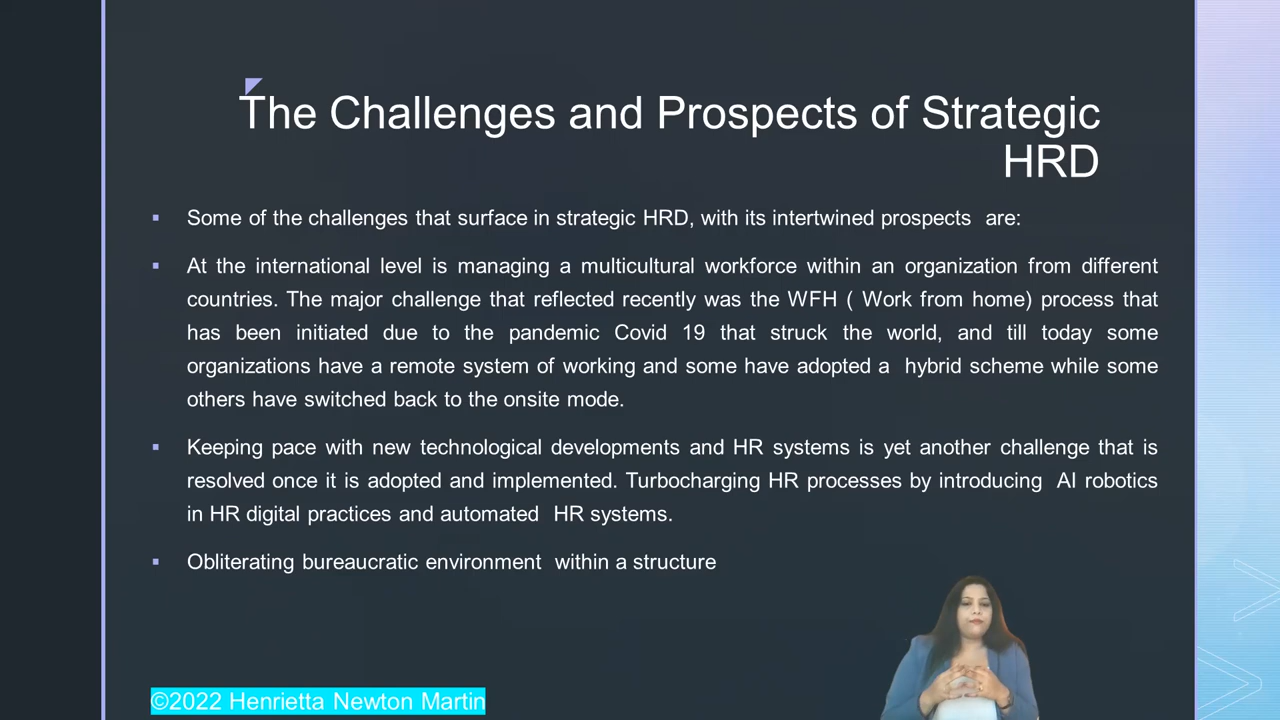 The Challenges and Prospects of Strategic
HRD
Some of the challenges that surface in strategic HRD, with its intertwined prospects are:
At the international level is managing a multicultural workforce within an organization from different
countries. The major challenge that reflected recently was the WFH ( Work from home) process that
has been initiated due to the pandemic Covid 19 that struck the world, and till today some
organizations have a remote system of working and some have adopted a hybrid scheme while some
others have switched back to the onsite mode.
Keeping pace with new technological developments and HR systems is yet another challenge that is
resolved once it is adopted and implemented. Turbocharging HR processes by introducing AI robotics
in HR digital practices and automated HR systems.
Obliterating bureaucratic environment within a structure
©2022 Henrietta Newton Martin